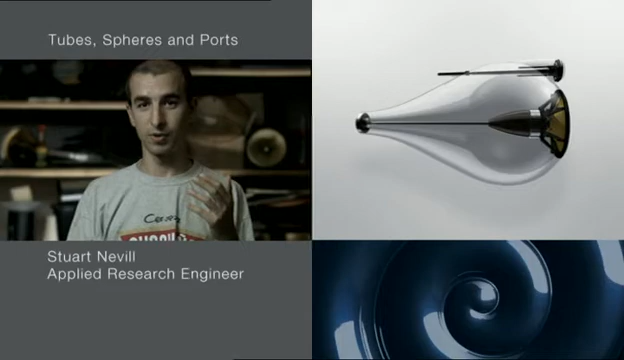 Tubes, Spheres and Ports
Stuart Nevill
Applied Research Engineer